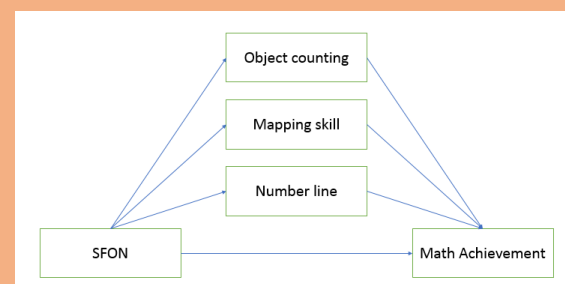 Object counting
Mapping skill
Number line
SFON
Math Achievement